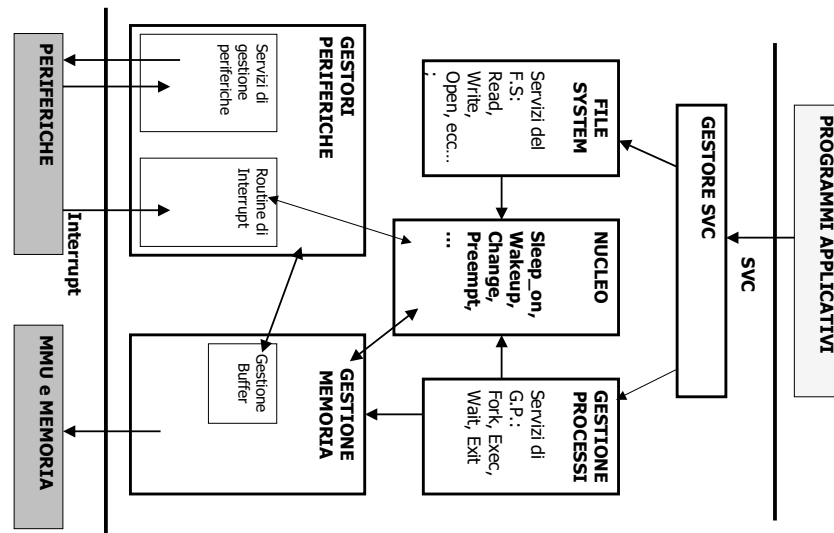 PROGRAMMI APPLICATIVI
SVC
GESTORE SVC
FILE
SYSTEM
Servizi del
F.S:
Read,
Write,
Open, ecc...
;
NUCLEO
Sleep_on,
Wakeup,
Change,
Preempt,
...
GESTIONE
PROCESSI
Servizi di
G.P.:
Fork, Exec,
Wait, Exit
GESTORI
PERIFERICHE
Servizi di
gestione
periferiche
Routine di
Interrupt
GESTIONE
MEMORIA
Gestione
Buffer
Interrupt
PERIFERICHE
MMU e MEMORIA